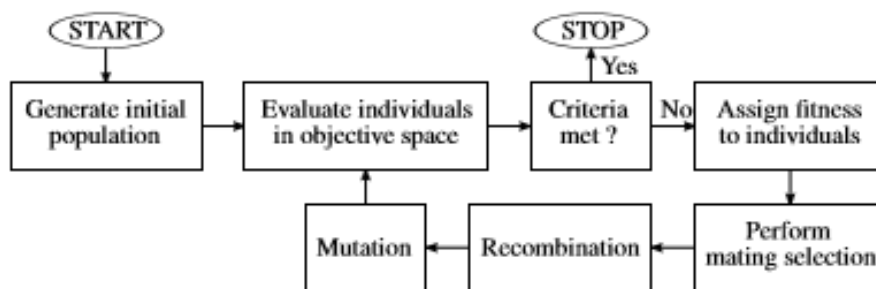 START
STOP
Yes
Generate initial
population
Evaluate individuals
in objective space
Criteria
met ?
No
Assign fitness
to individuals
Mutation
Recombination
Perform
mating selection